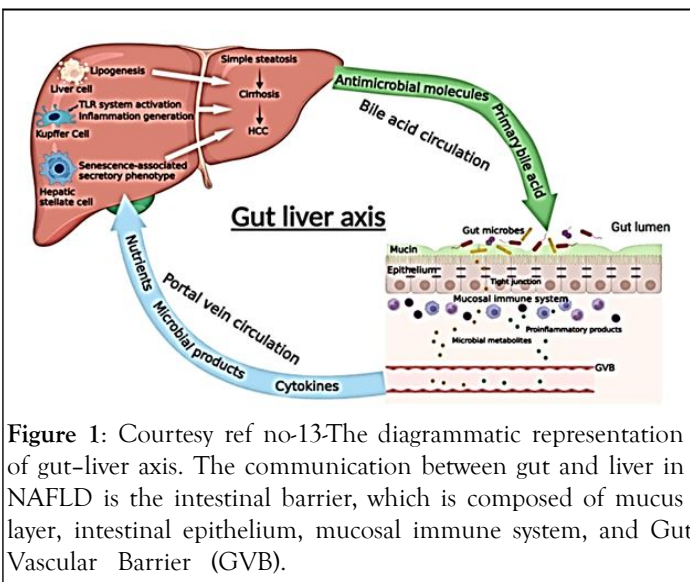 Lipogenesis
Liver cell
TLR system activation
Inflammation generation
Kupffer Cell
Senescence-associated
secretory phenotype
Hepatic
stellate cell
Simple steatosis
Cirrhosis
HCC
Antimicrobial molecules
Primary bile acid
Bile acid circulation
Gut liver axis
Gut microbes
Gut lumen
Mucin
Epithelium
Tight junction
Mucosal immune system
Proinflammatory products
Microbial metabolites
GVB
Nutrients
Microbial products
Cytokines
Portal vein circulation
Figure 1: Courtesy ref no-13-The diagrammatic representation
of gut–liver axis. The communication between gut and liver in
NAFLD is the intestinal barrier, which is composed of mucus
layer, intestinal epithelium, mucosal immune system, and Gut
Vascular Barrier (GVB).